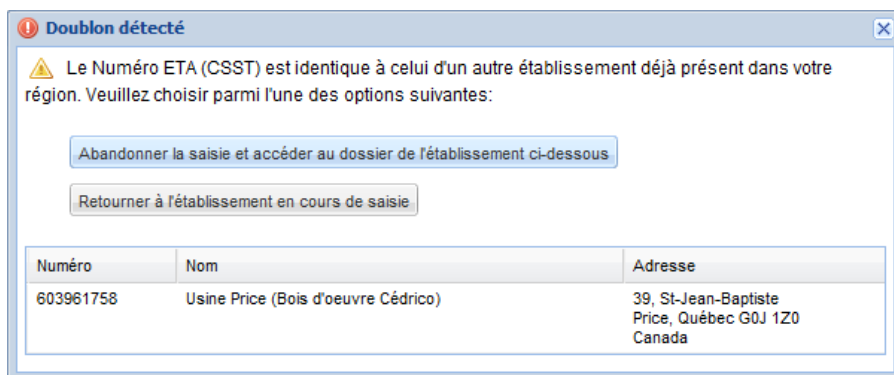 Doublon détecté
Le Numéro ETA (CSST) est identique à celui d'un autre établissement déjà présent dans votre
région. Veuillez choisir parmi l'une des options suivantes:
Abandonner la saisie et accéder au dossier de l'établissement ci-dessous
Retourner à l'établissement en cours de saisie
Numéro Nom Adresse
603961758 Usine Price (Bois d'oeuvre Cédrico) 39, St-Jean-Baptiste
Price, Québec G0J 1Z0
Canada